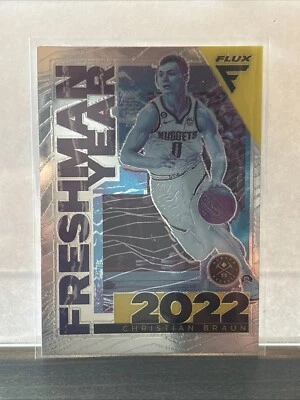 FLUX
FRESHMAN
YEAR
NUGGETS
0
2022
CHRISTIAN BRAUN